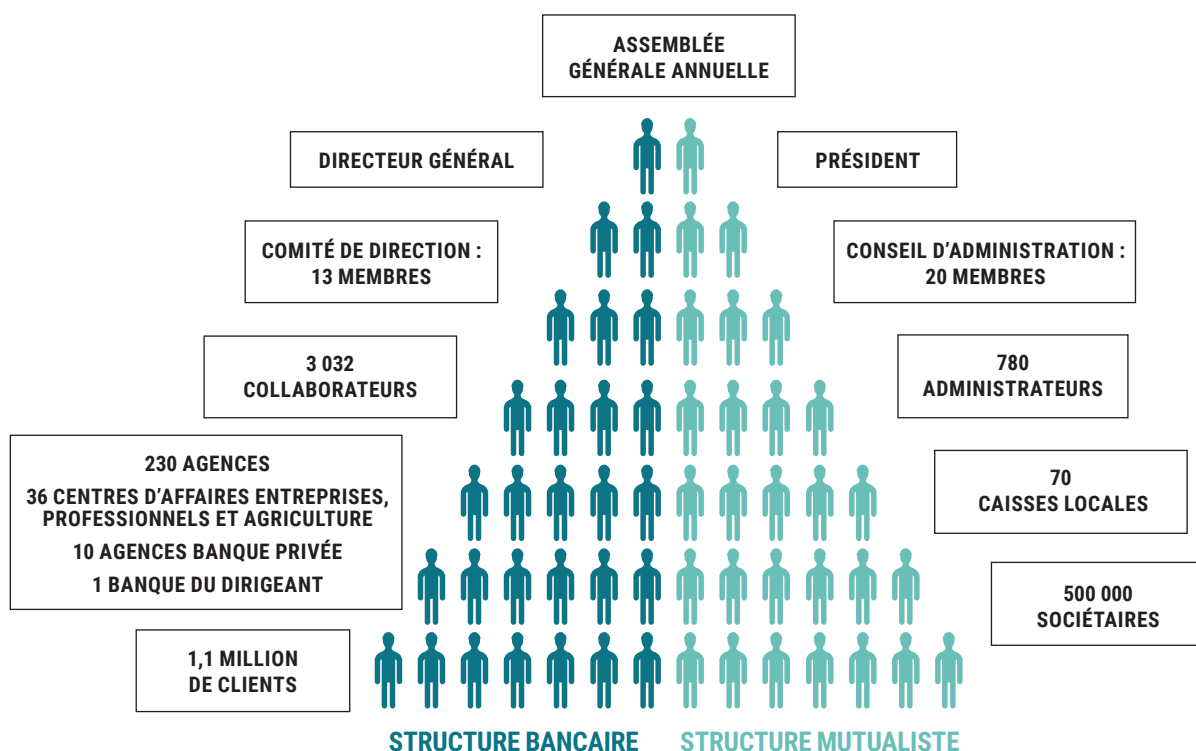 ASSEMBLÉE
GÉNÉRALE ANNUELLE
DIRECTEUR GÉNÉRAL
PRÉSIDENT
COMITÉ DE DIRECTION :
13 MEMBRES
CONSEIL D’ADMINISTRATION :
20 MEMBRES
3 032
COLLABORATEURS
780
ADMINISTRATEURS
230 AGENCES
36 CENTRES D’AFFAIRES ENTREPRISES,
PROFESSIONNELS ET AGRICULTURE
10 AGENCES BANQUE PRIVÉE
1 BANQUE DU DIRIGEANT
70
CAISSES LOCALES
500 000
SOCIÉTAIRES
1,1 MILLION
DE CLIENTS
STRUCTURE BANCAIRE
STRUCTURE MUTUALISTE